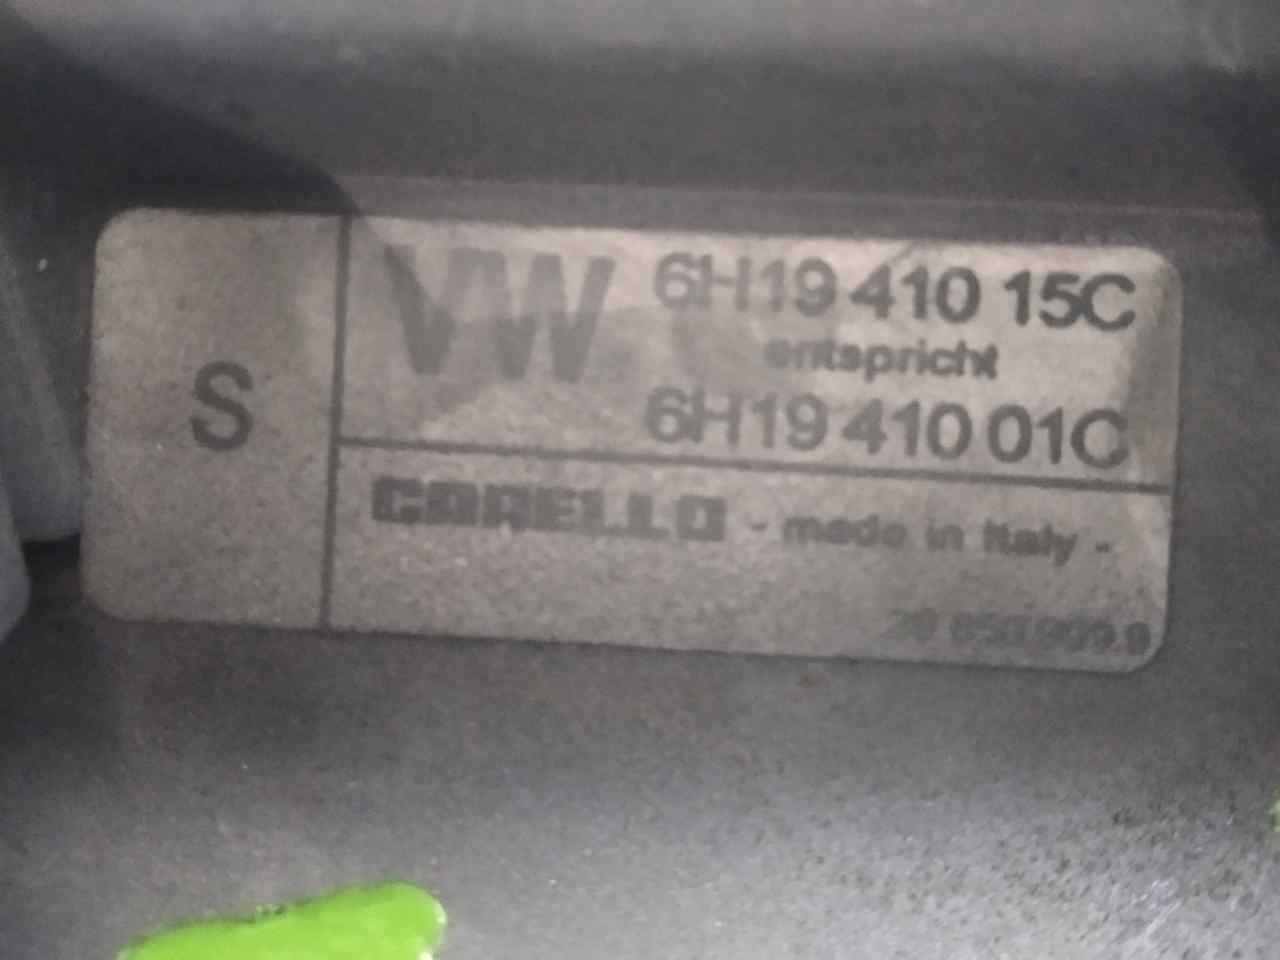 S
VW
6H19 410 15C
entspricht
6H19 410 01C
CARELLO - made in Italy -